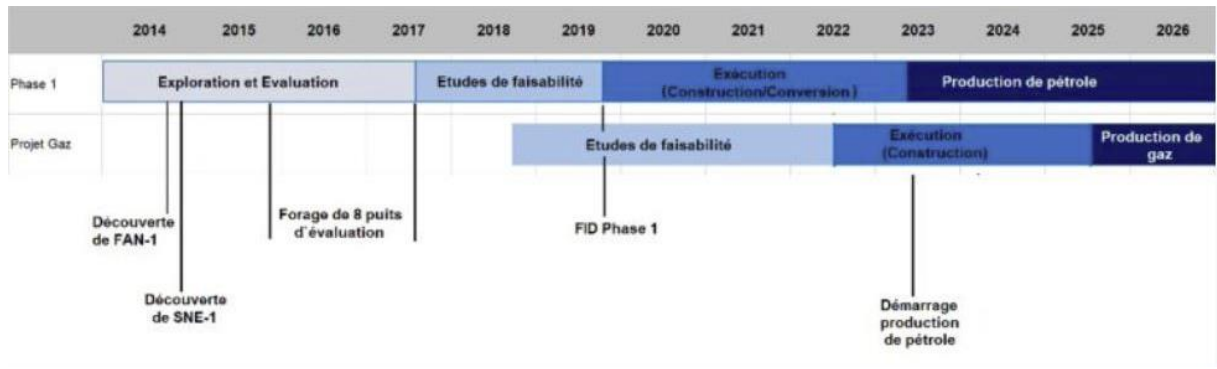 2014 2015 2016 2017 2018 2019 2020 2021 2022 2023 2024 2025 2026
Phase 1
Exploration et Evaluation
Etudes de faisabilité
Exécution
(Construction/Conversion)
Production de pétrole
Projet Gaz
Etudes de faisabilité
Exécution
(Construction)
Production de
gaz
Découverte
de FAN-1
Forage de 8 puits
d'évaluation
FID Phase 1
Découverte
de SNE-1
Démarrage
production
de pétrole